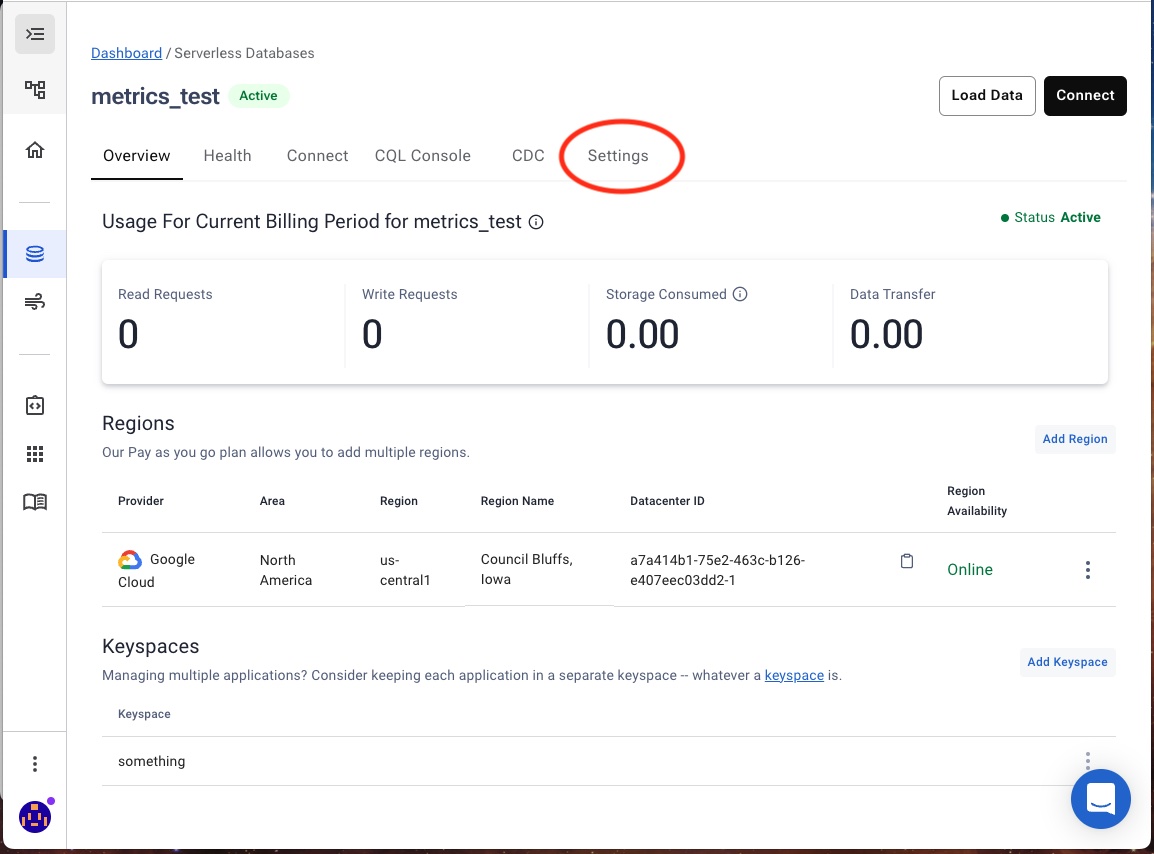 Dashboard / Serverless Databases
metrics_test Active
Load Data Connect
Overview Health Connect CQL Console CDC Settings
Usage For Current Billing Period for metrics_test
Status Active
Read Requests Write Requests Storage Consumed Data Transfer
0 0 0.00 0.00
Regions
Our Pay as you go plan allows you to add multiple regions.
Add Region
Provider Area Region Region Name Datacenter ID Region
Availability
Google North us- Council Bluffs, a7a414b1-75e2-463c-b126-
Cloud America central1 Iowa e407eec03dd2-1
Online
Keyspaces
Managing multiple applications? Consider keeping each application in a separate keyspace -- whatever a keyspace is.
Add Keyspace
Keyspace
something